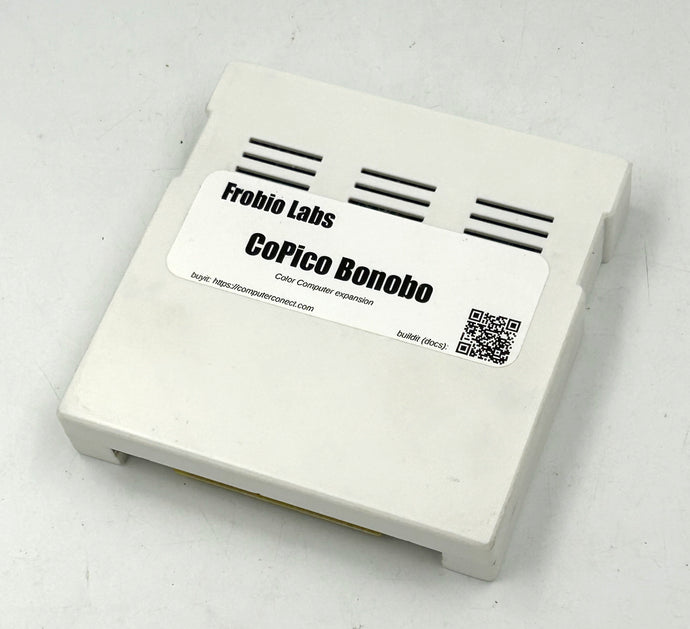 Frobio Labs
CoPico Bonobo
Color Computer expansion
buyit: https://computerconect.com
buildit (docs):